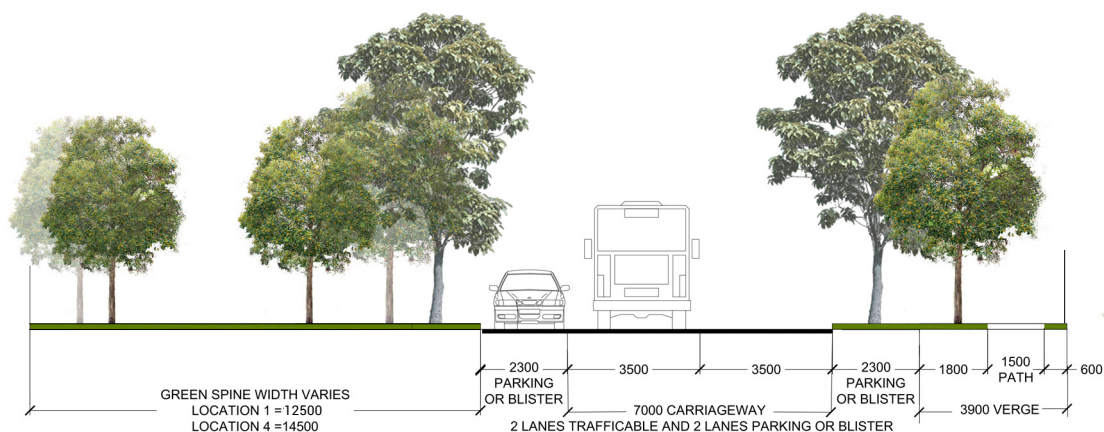 2300
PARKING
OR BLISTER
3500
3500
2300
PARKING
OR BLISTER
1800
1500
PATH
600
GREEN SPINE WIDTH VARIES
LOCATION 1 =12500
LOCATION 4 =14500
7000 CARRIAGEWAY
3900 VERGE
2 LANES TRAFFICABLE AND 2 LANES PARKING OR BLISTER